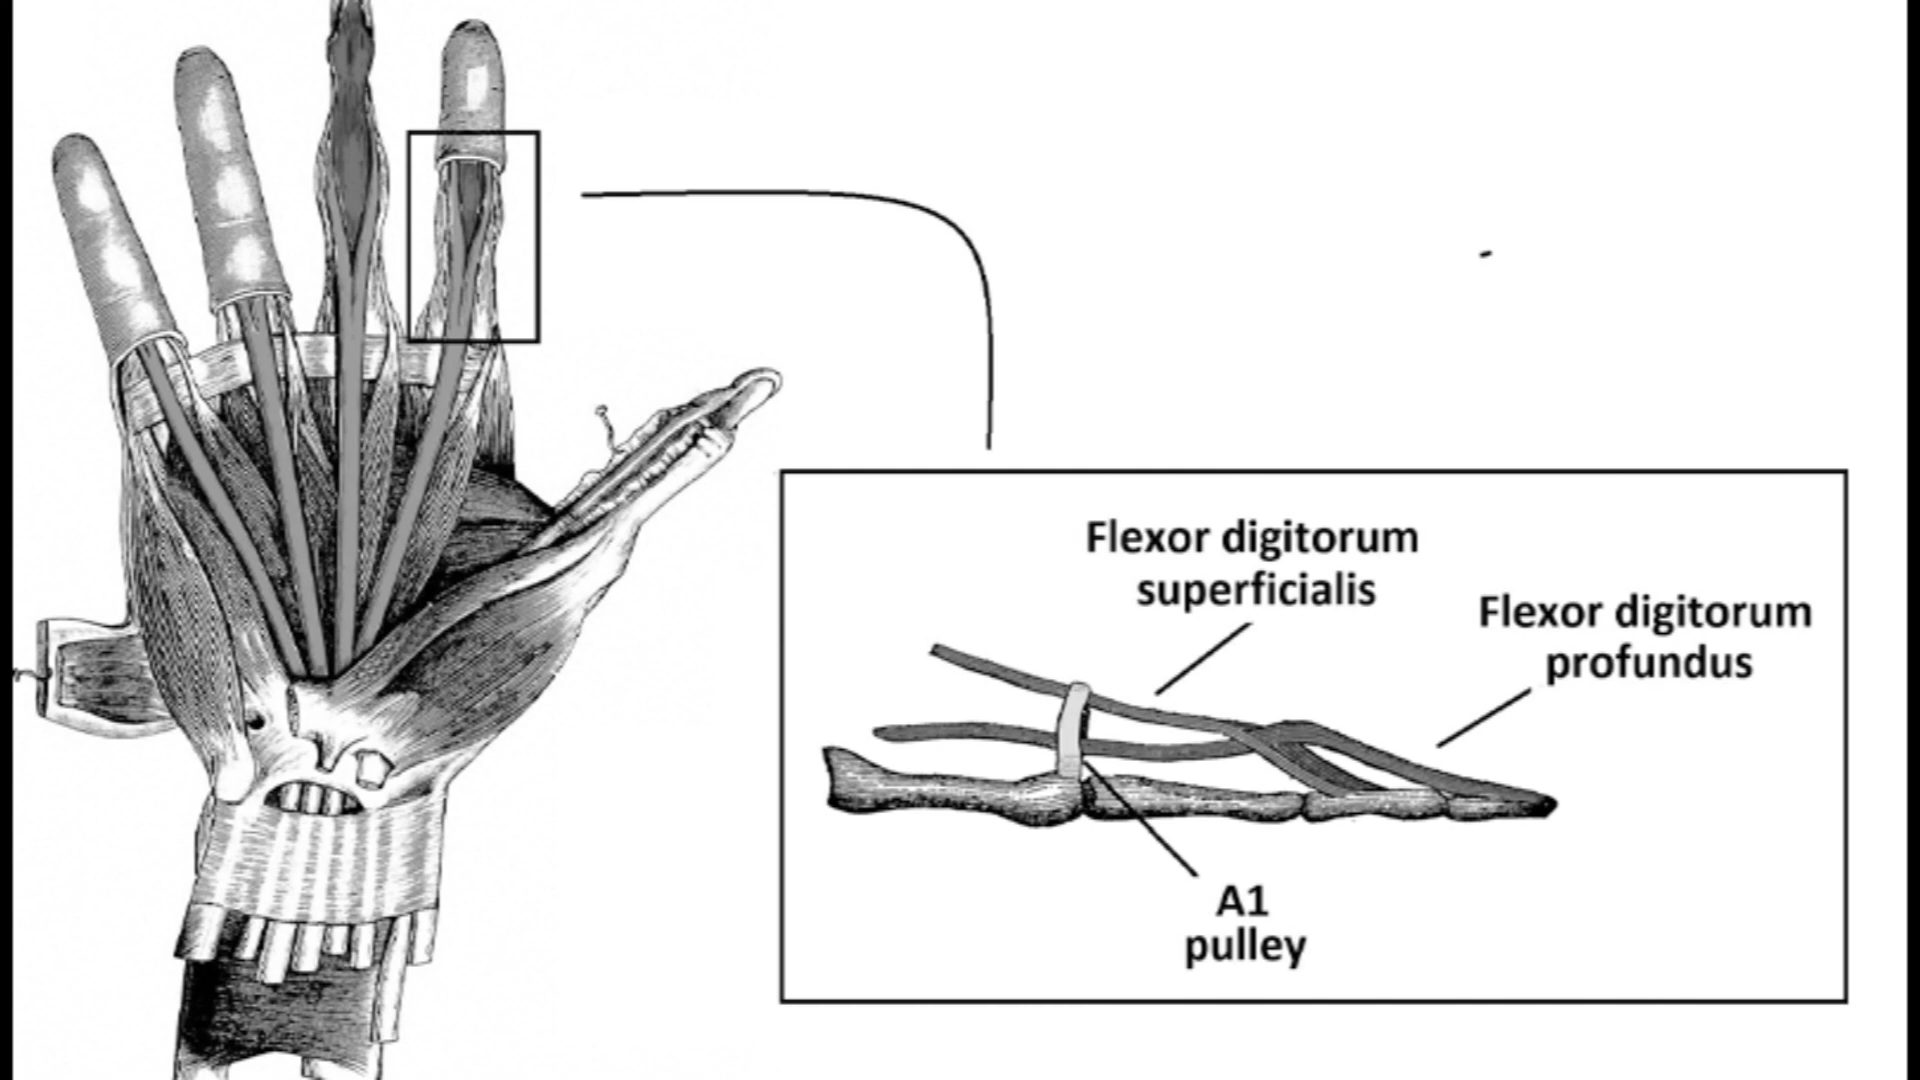 Flexor digitorum
superficialis
Flexor digitorum
profundus
A1
pulley